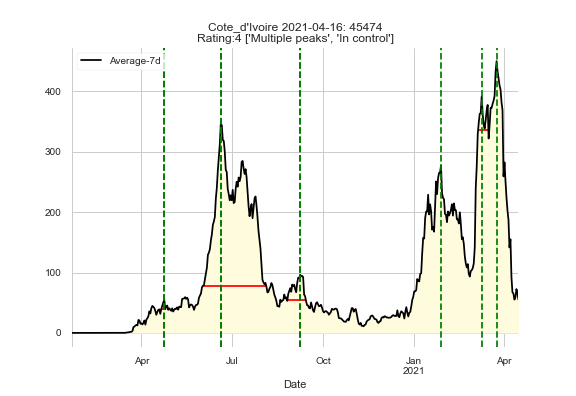 Cote_d'Ivoire 2021-04-16: 45474
Rating:4 ['Multiple peaks', 'In control']
Average-7d
400
300
200
100
0
Apr
Jul
Oct
Jan
2021
Apr
Date